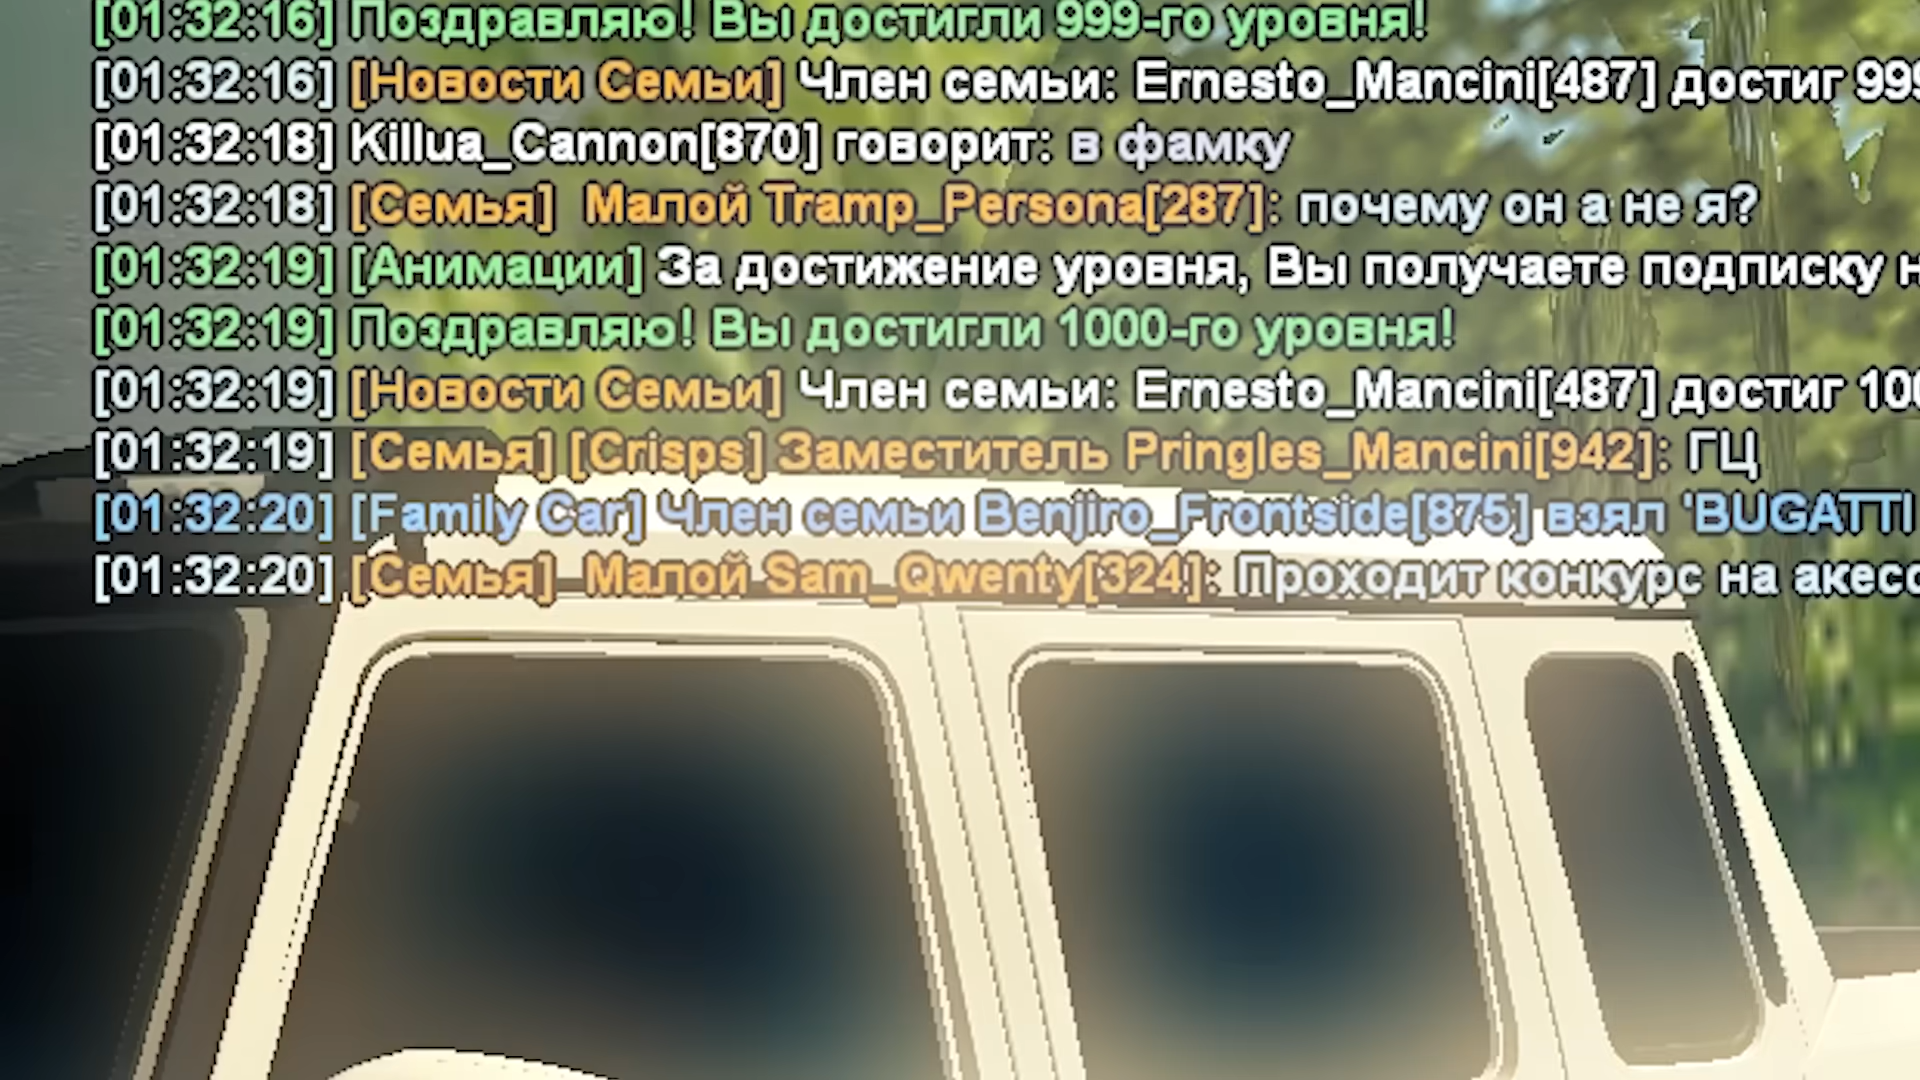 [01:32:16] Поздравляю! Вы достигли 999-го уровня!
[01:32:16] [Новости Семьи] Член семьи: Ernesto_Mancini[487] достиг 999
[01:32:18] Killua_Cannon[870] говорит: в фамку
[01:32:18] [Семья] Малой Tramp_Persona[287]: почему он а не я?
[01:32:19] [Анимации] За достижение уровня, Вы получаете подписку н
[01:32:19] Поздравляю! Вы достигли 1000-го уровня!
[01:32:19] [Новости Семьи] Член семьи: Ernesto_Mancini[487] достиг 100
[01:32:19] [Семья] [Crisps] Заместитель Pringles_Mancini[942]: ГЦ
[01:32:20] [Family Car] Член семьи Benjiro_Frontside[875] взял 'BUGATTI
[01:32:20] [Семья] Малой Sam_Qwenty[324]: Проходит конкурс на акесс